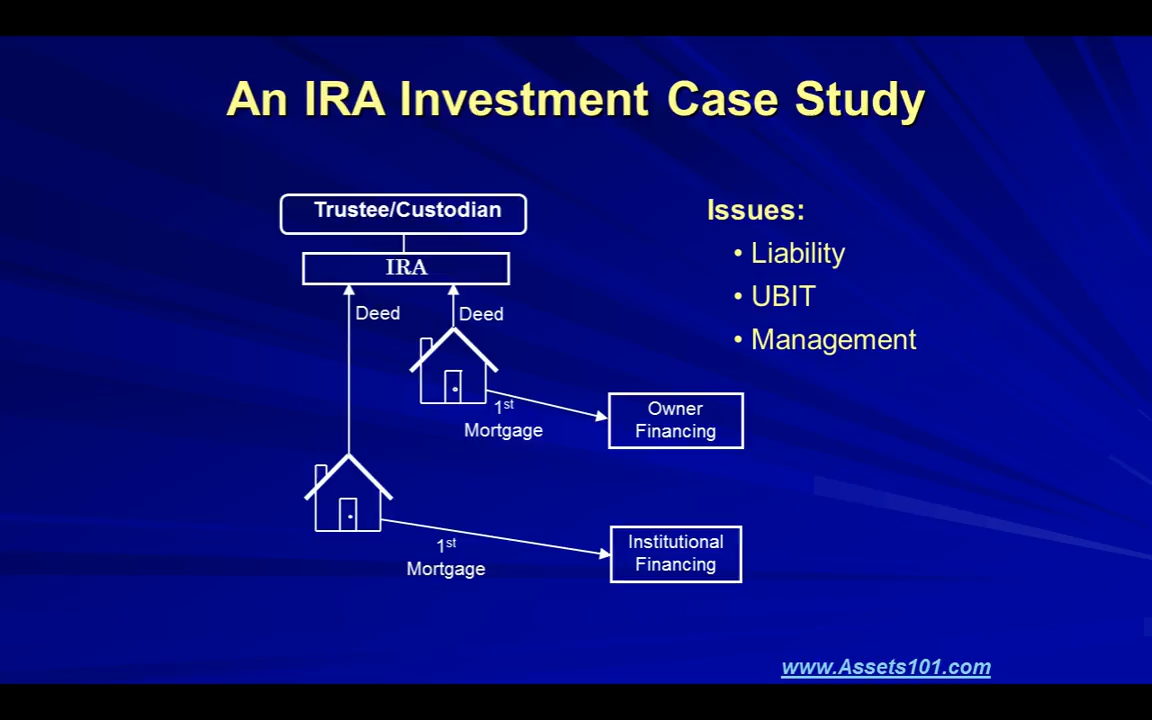 An IRA Investment Case Study
Trustee/Custodian
IRA
Deed
Deed
1st
Mortgage
Owner
Financing
1st
Mortgage
Institutional
Financing
Issues:
• Liability
• UBIT
• Management
www.Assets101.com